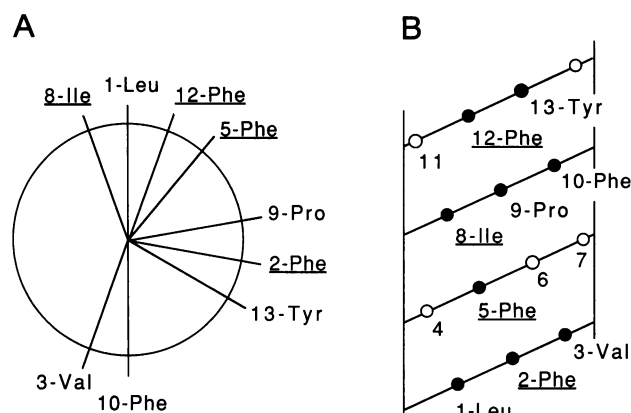 A
1-Leu
8-Ile
12-Phe
5-Phe
9-Pro
2-Phe
13-Tyr
3-Val
10-Phe
B
13-Tyr
12-Phe
11
10-Phe
9-Pro
8-Ile
7
6
5-Phe
4
3-Val
2-Phe
1-Leu